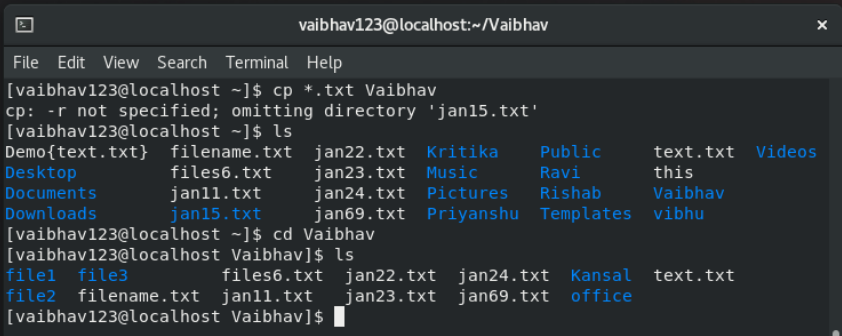 vaibhav123@localhost:~/Vaibhav
File Edit View Search Terminal Help
[vaibhav123@localhost ~]$ cp *.txt Vaibhav
cp: -r not specified; omitting directory 'jan15.txt'
[vaibhav123@localhost ~]$ ls
Demo{text.txt} filename.txt jan22.txt Kritika Public text.txt Videos
Desktop files6.txt jan23.txt Music Ravi this
Documents jan11.txt jan24.txt Pictures Rishab Vaibhav
Downloads jan15.txt jan69.txt Priyanshu Templates vibhu
[vaibhav123@localhost ~]$ cd Vaibhav
[vaibhav123@localhost Vaibhav]$ ls
file1 file3 files6.txt jan22.txt jan24.txt Kansal text.txt
file2 filename.txt jan11.txt jan23.txt jan69.txt office
[vaibhav123@localhost Vaibhav]$